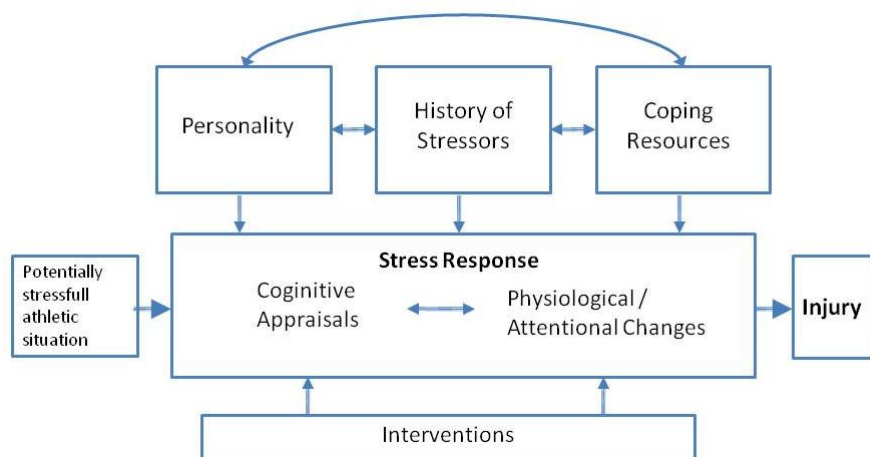 Personality
History of
Stressors
Coping
Resources
Potentially
stressfull
athletic
situation
Stress Response
Coginitive
Appraisals
Physiological /
Attentional Changes
Injury
Interventions